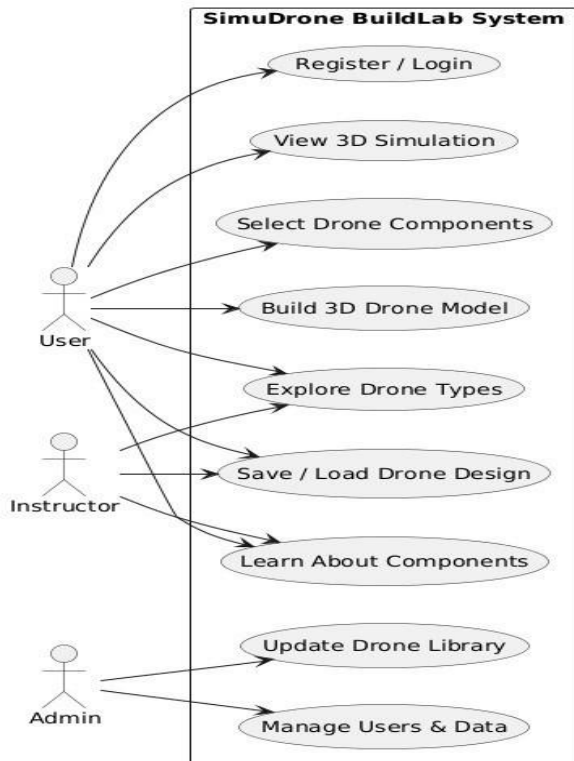 SimuDrone BuildLab System
Register / Login
View 3D Simulation
Select Drone Components
Build 3D Drone Model
User
Explore Drone Types
Save / Load Drone Design
Instructor
Learn About Components
Update Drone Library
Admin
Manage Users & Data